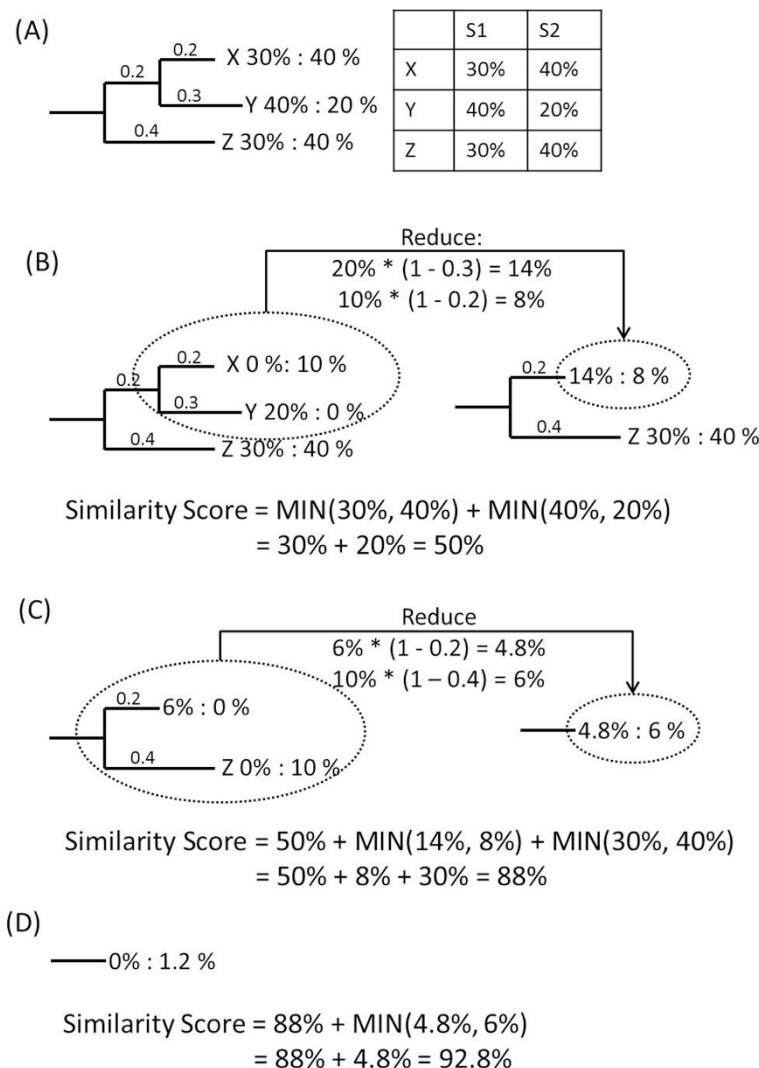 (A)
0.2
X 30% : 40 %
0.2
0.3
Y 40% : 20 %
0.4
Z 30% : 40 %
S1 S2
X 30% 40%
Y 40% 20%
Z 30% 40%
(B)
Reduce:
20% * (1 - 0.3) = 14%
10% * (1 - 0.2) = 8%
0.2
X 0 %: 10 %
0.2
0.3
Y 20%: 0 %
0.4
Z 30% : 40 %
0.2
14% : 8 %
0.4
Z 30% : 40 %
Similarity Score = MIN(30%, 40%) + MIN(40%, 20%)
= 30% + 20% = 50%
(C)
Reduce
6% * (1 - 0.2) = 4.8%
10% * (1 – 0.4) = 6%
0.2
6% : 0 %
0.4
Z 0% : 10 %
4.8% : 6 %
Similarity Score = 50% + MIN(14%, 8%) + MIN(30%, 40%)
= 50% + 8% + 30% = 88%
(D)
0% : 1.2 %
Similarity Score = 88% + MIN(4.8%, 6%)
= 88% + 4.8% = 92.8%